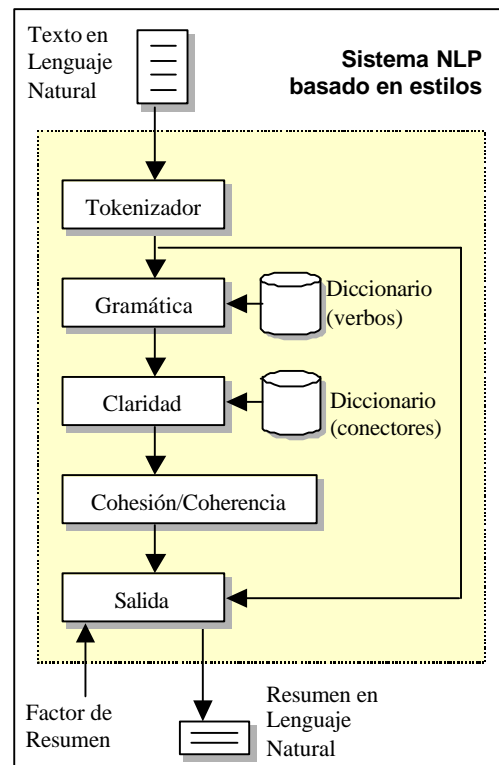 Texto en
Lenguaje
Natural
Sistema NLP
basado en estilos
Tokenizador
Gramática
Diccionario
(verbos)
Claridad
Diccionario
(conectores)
Cohesión/Coherencia
Salida
Factor de
Resumen
Resumen en
Lenguaje
Natural